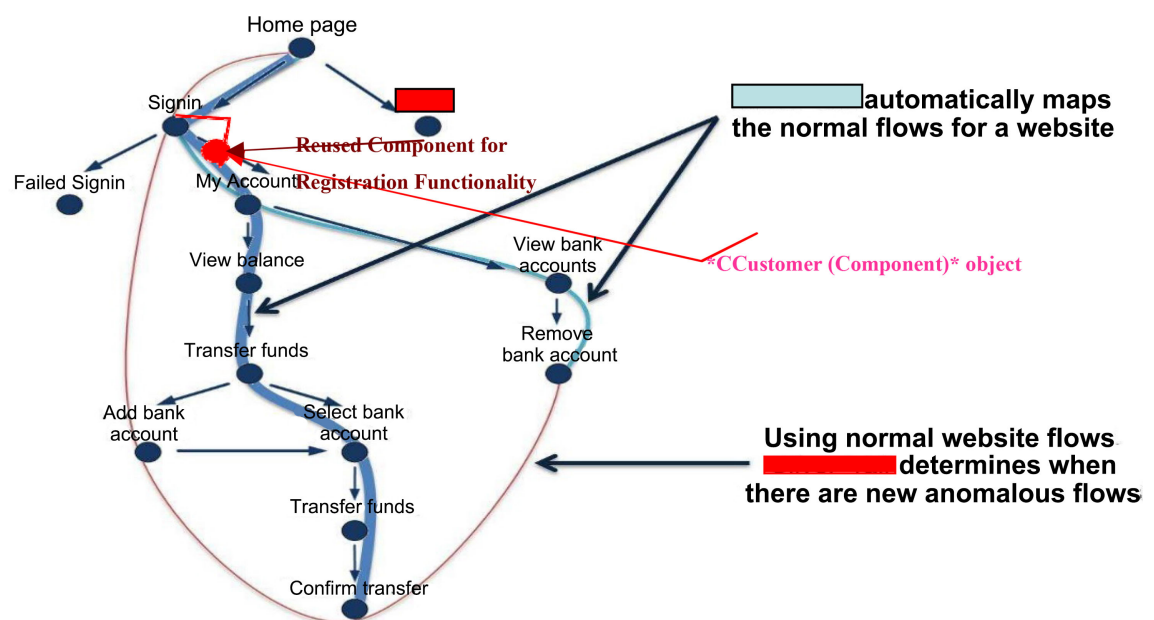 Home page
Signin
automatically maps
the normal flows for a website
Reused Component for
Failed Signin
My Account
Registration Functionality
View bank
accounts
*CCustomer (Component)* object
View balance
Remove
bank account
Transfer funds
Add bank
account
Select bank
account
Using normal website flows
determines when
there are new anomalous flows
Transfer funds
Confirm transfer